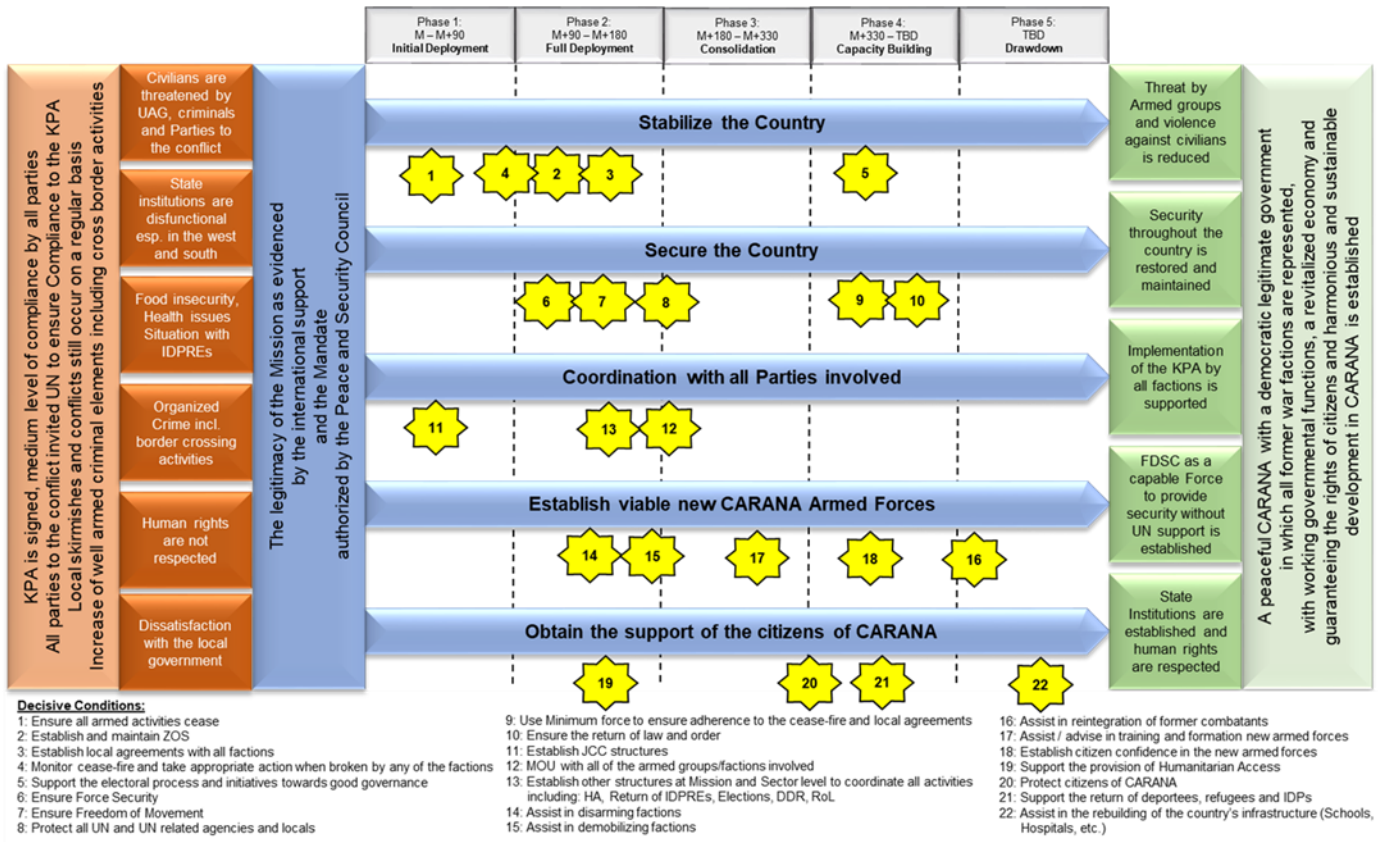 Phase 1:
M – M+90
Initial Deployment
Phase 2:
M+90 – M+180
Full Deployment
Phase 3:
M+180 – M+330
Consolidation
Phase 4:
M+330 – TBD
Capacity Building
Phase 5:
TBD
Drawdown
KPA is signed, medium level of compliance by all parties
All parties to the conflict invited UN to ensure Compliance to the KPA
Local skirmishes and conflicts still occur on a regular basis
Increase of well armed criminal elements including cross border activities
Civilians are
threatened by
UAG, criminals
and Parties to
the conflict
State
institutions are
disfunctional
esp. in the west
and south
Food insecurity,
Health issues
Situation with
IDPREs
Organized
Crime incl.
border crossing
activities
Human rights
are not
respected
Dissatisfaction
with the local
government
The legitimacy of the Mission as evidenced
by the international support
and the Mandate
authorized by the Peace and Security Council
Stabilize the Country
1
4
2
3
5
Secure the Country
6
7
8
9
10
Coordination with all Parties involved
11
13
12
Establish viable new CARANA Armed Forces
14
15
17
18
16
Obtain the support of the citizens of CARANA
19
20
21
22
Threat by
Armed groups
and violence
against civilians
is reduced
Security
throughout the
country is
restored and
maintained
Implementation
of the KPA by
all factions is
supported
FDSC as a
capable Force
to provide
security without
UN support is
established
State
Institutions are
established and
human rights
are respected
A peaceful CARANA with a democratic legitimate government
in which all former war factions are represented,
with working governmental functions, a revitalized economy and
guaranteeing the rights of citizens and harmonious and sustainable
development in CARANA is established
Decisive Conditions:
1: Ensure all armed activities cease
2: Establish and maintain ZOS
3: Establish local agreements with all factions
4: Monitor cease-fire and take appropriate action when broken by any of the factions
5: Support the electoral process and initiatives towards good governance
6: Ensure Force Security
7: Ensure Freedom of Movement
8: Protect all UN and UN related agencies and locals
9: Use Minimum force to ensure adherence to the cease-fire and local agreements
10: Ensure the return of law and order
11: Establish JCC structures
12: MOU with all of the armed groups/factions involved
13: Establish other structures at Mission and Sector level to coordinate all activities
including: HA, Return of IDPREs, Elections, DDR, RoL
14: Assist in disarming factions
15: Assist in demobilizing factions
16: Assist in reintegration of former combatants
17: Assist / advise in training and formation new armed forces
18: Establish citizen confidence in the new armed forces
19: Support the provision of Humanitarian Access
20: Protect citizens of CARANA
21: Support the return of deportees, refugees and IDPs
22: Assist in the rebuilding of the country's infrastructure (Schools,
Hospitals, etc.)